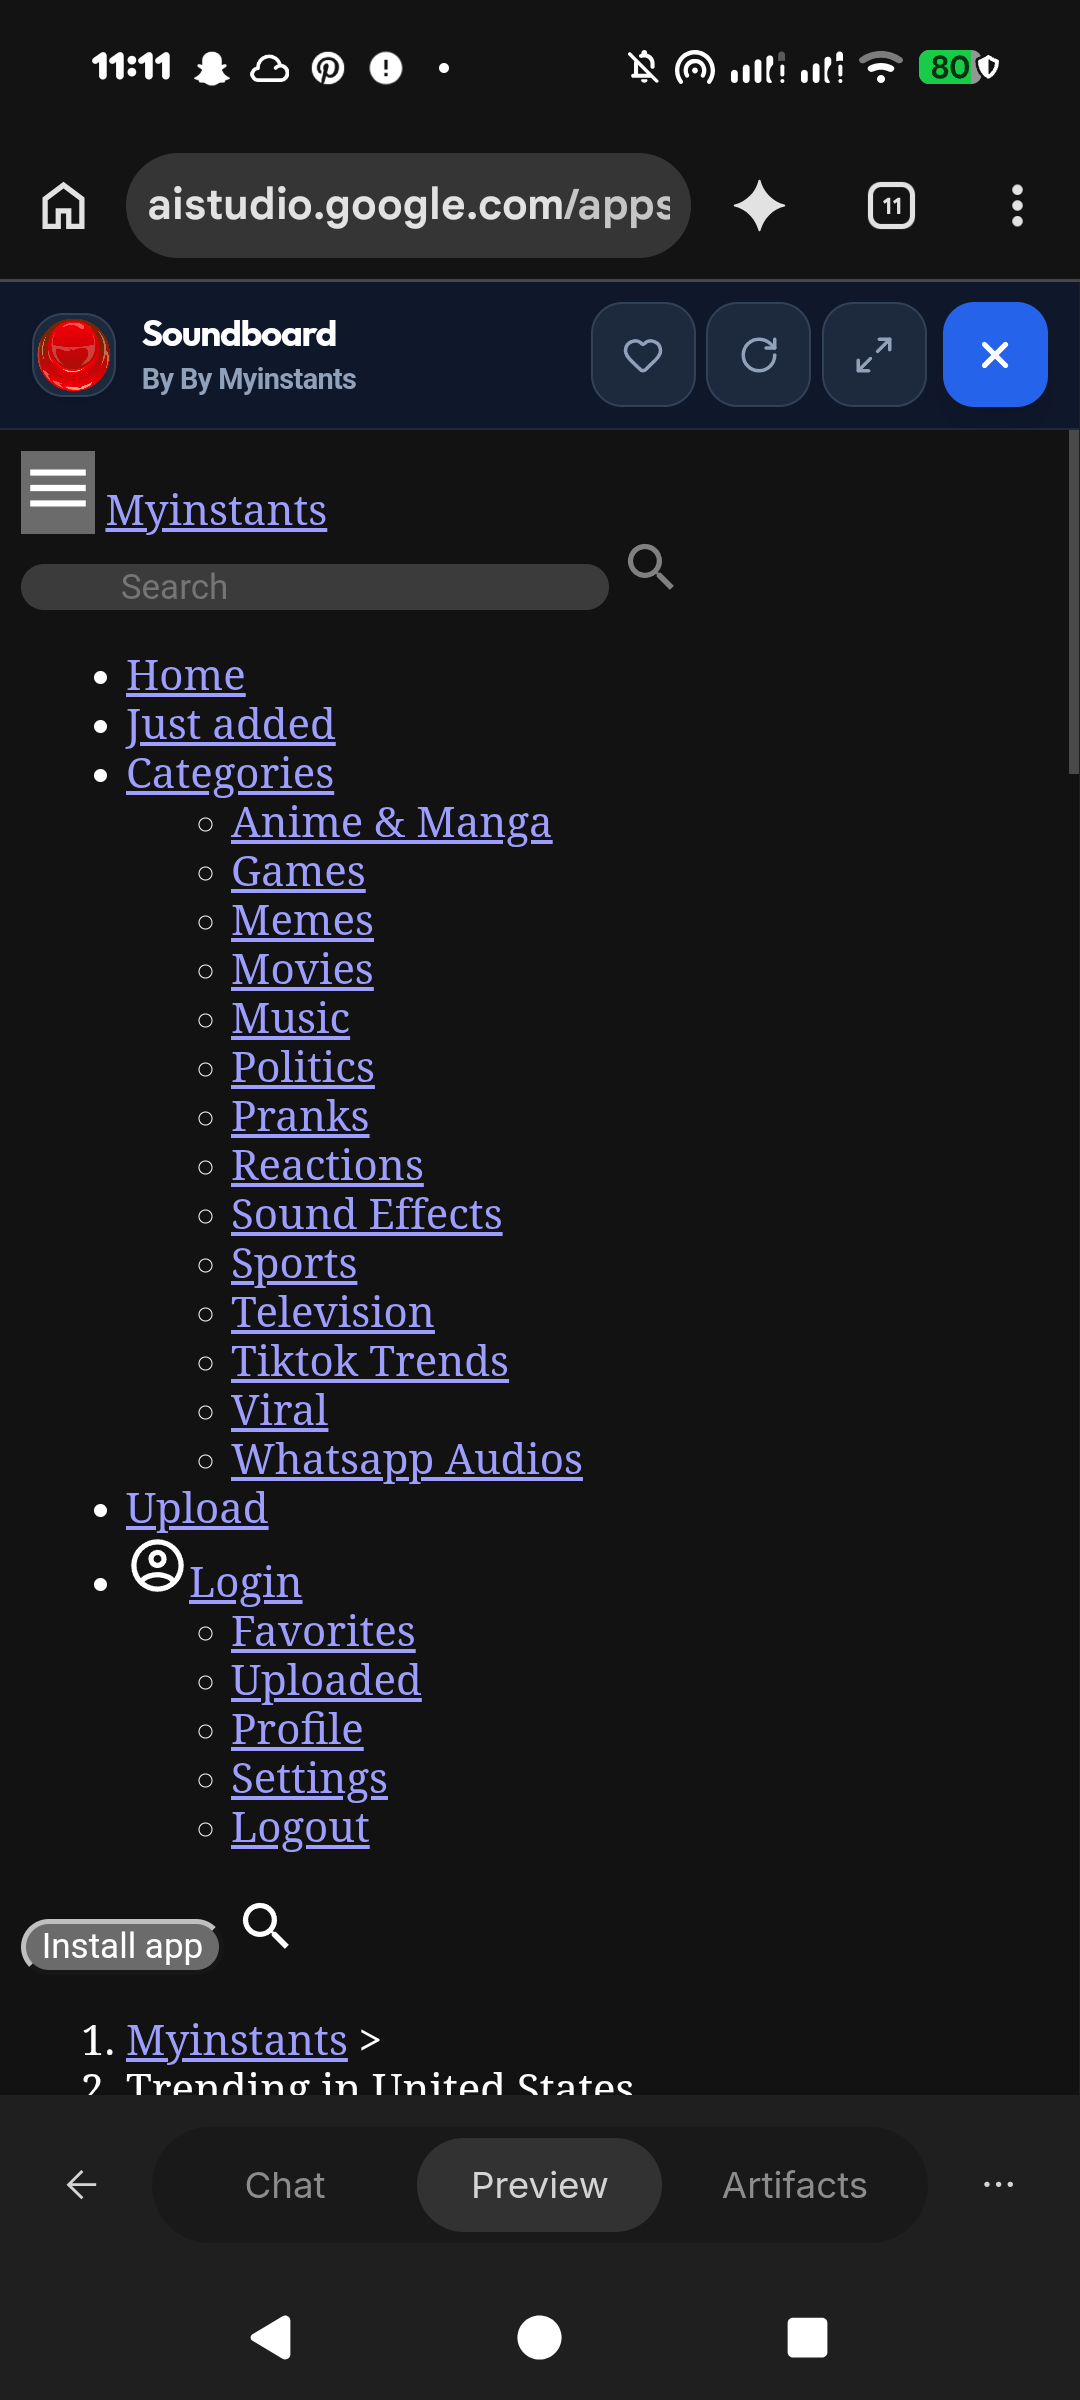 11:11
80
aistudio.google.com/apps
11
Soundboard
By By Myinstants
Myinstants
Search
Home
Just added
Categories
Anime & Manga
Games
Memes
Movies
Music
Politics
Pranks
Reactions
Sound Effects
Sports
Television
Tiktok Trends
Viral
Whatsapp Audios
Upload
Login
Favorites
Uploaded
Profile
Settings
Logout
Install app
1. Myinstants >
2. Trending in United States
Chat Preview Artifacts